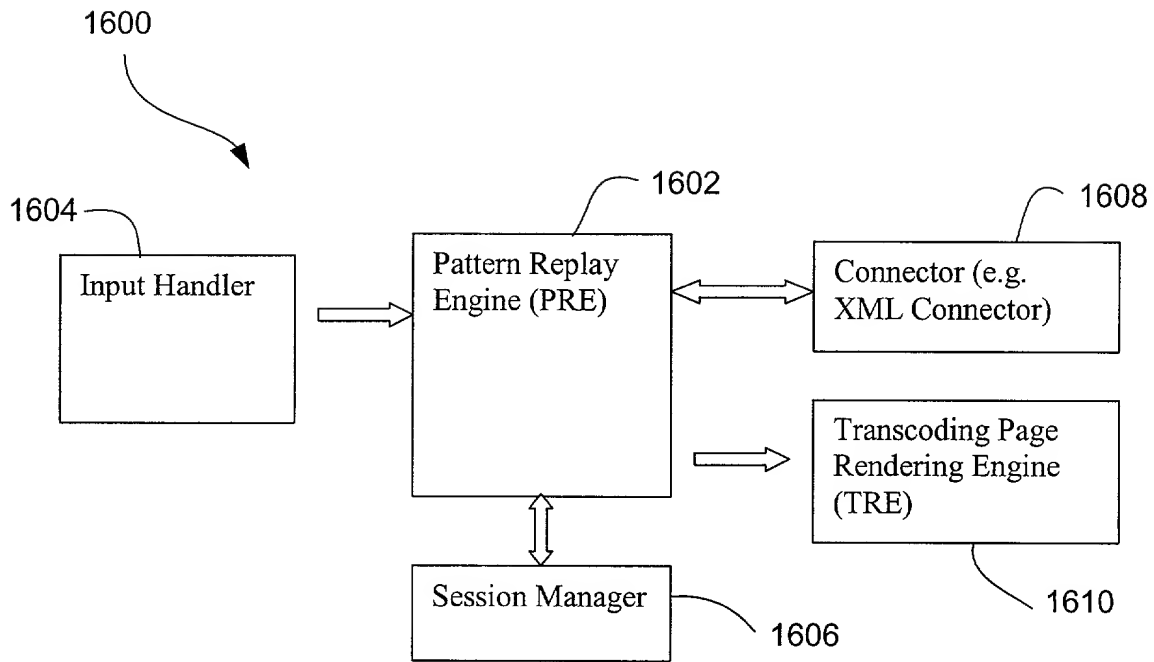 1600
1602
1608
1604
Input Handler
Pattern Replay
Engine (PRE)
Connector (e.g.
XML Connector)
Transcoding Page
Rendering Engine
(TRE)
Session Manager
1606
1610